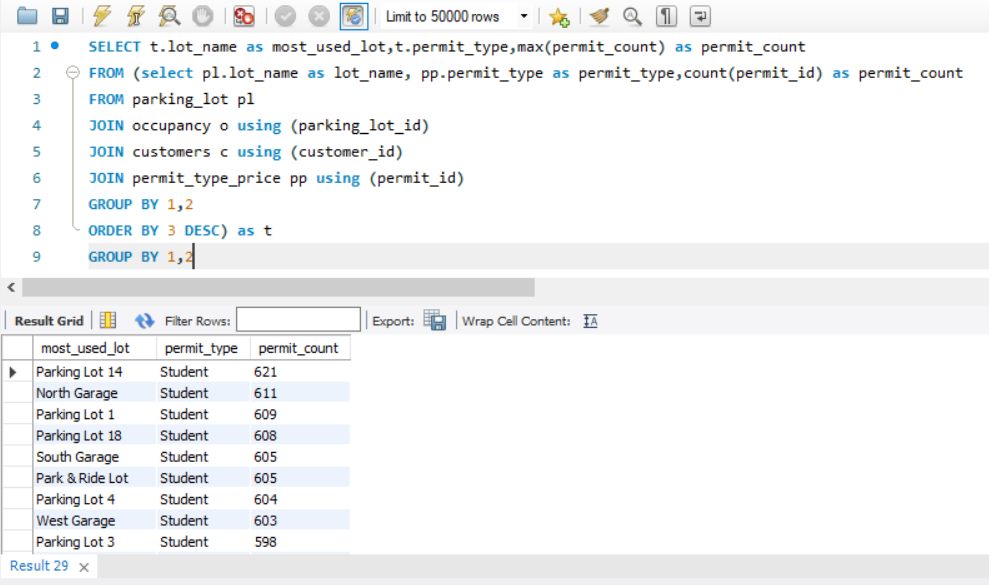 Limit to 50000 rows
1 SELECT t.lot_name as most_used_lot,t.permit_type,max(permit_count) as permit_count
2 FROM (select pl.lot_name as lot_name, pp.permit_type as permit_type,count(permit_id) as permit_count
3 FROM parking_lot pl
4 JOIN occupancy o using (parking_lot_id)
5 JOIN customers c using (customer_id)
6 JOIN permit_type_price pp using (permit_id)
7 GROUP BY 1,2
8 ORDER BY 3 DESC) as t
9 GROUP BY 1,2
Result Grid Filter Rows: Export: Wrap Cell Content: IA
most_used_lot permit_type permit_count
Parking Lot 14 Student 621
North Garage Student 611
Parking Lot 1 Student 609
Parking Lot 18 Student 608
South Garage Student 605
Park & Ride Lot Student 605
Parking Lot 4 Student 604
West Garage Student 603
Parking Lot 3 Student 598
Result 29